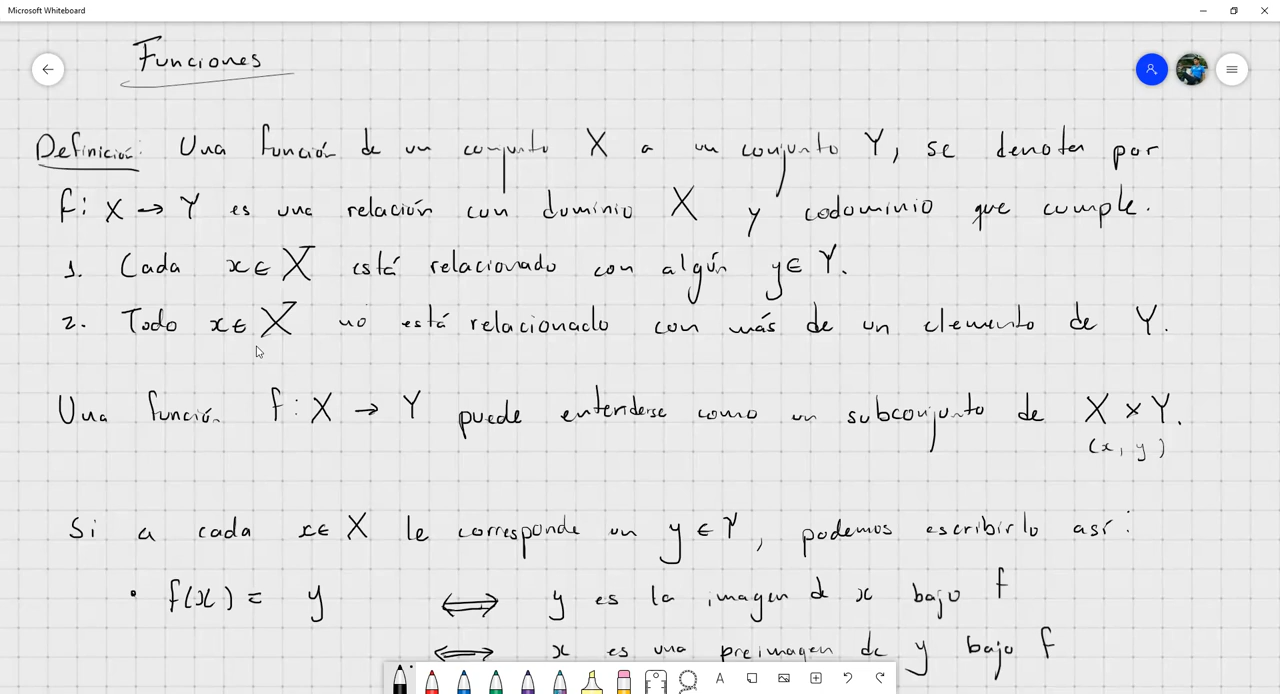 Microsoft Whiteboard
Funciones
Definición: Una función de un conjunto X a un conjunto Y, se denota por
f: X → Y es una relación con dominio X y codominio que cumple.
1. Cada x ∈ X está relacionado con algún y ∈ Y.
2. Todo x ∈ X no está relacionado con más de un elemento de Y.
Una función f: X → Y puede entenderse como un subconjunto de X × Y.
(x, y)
Si a cada x ∈ X le corresponde un y ∈ Y, podemos escribirlo así:
• f(x) = y ⟺ y es la imagen de x bajo f
⟺ x es una preimagen de y bajo f
A